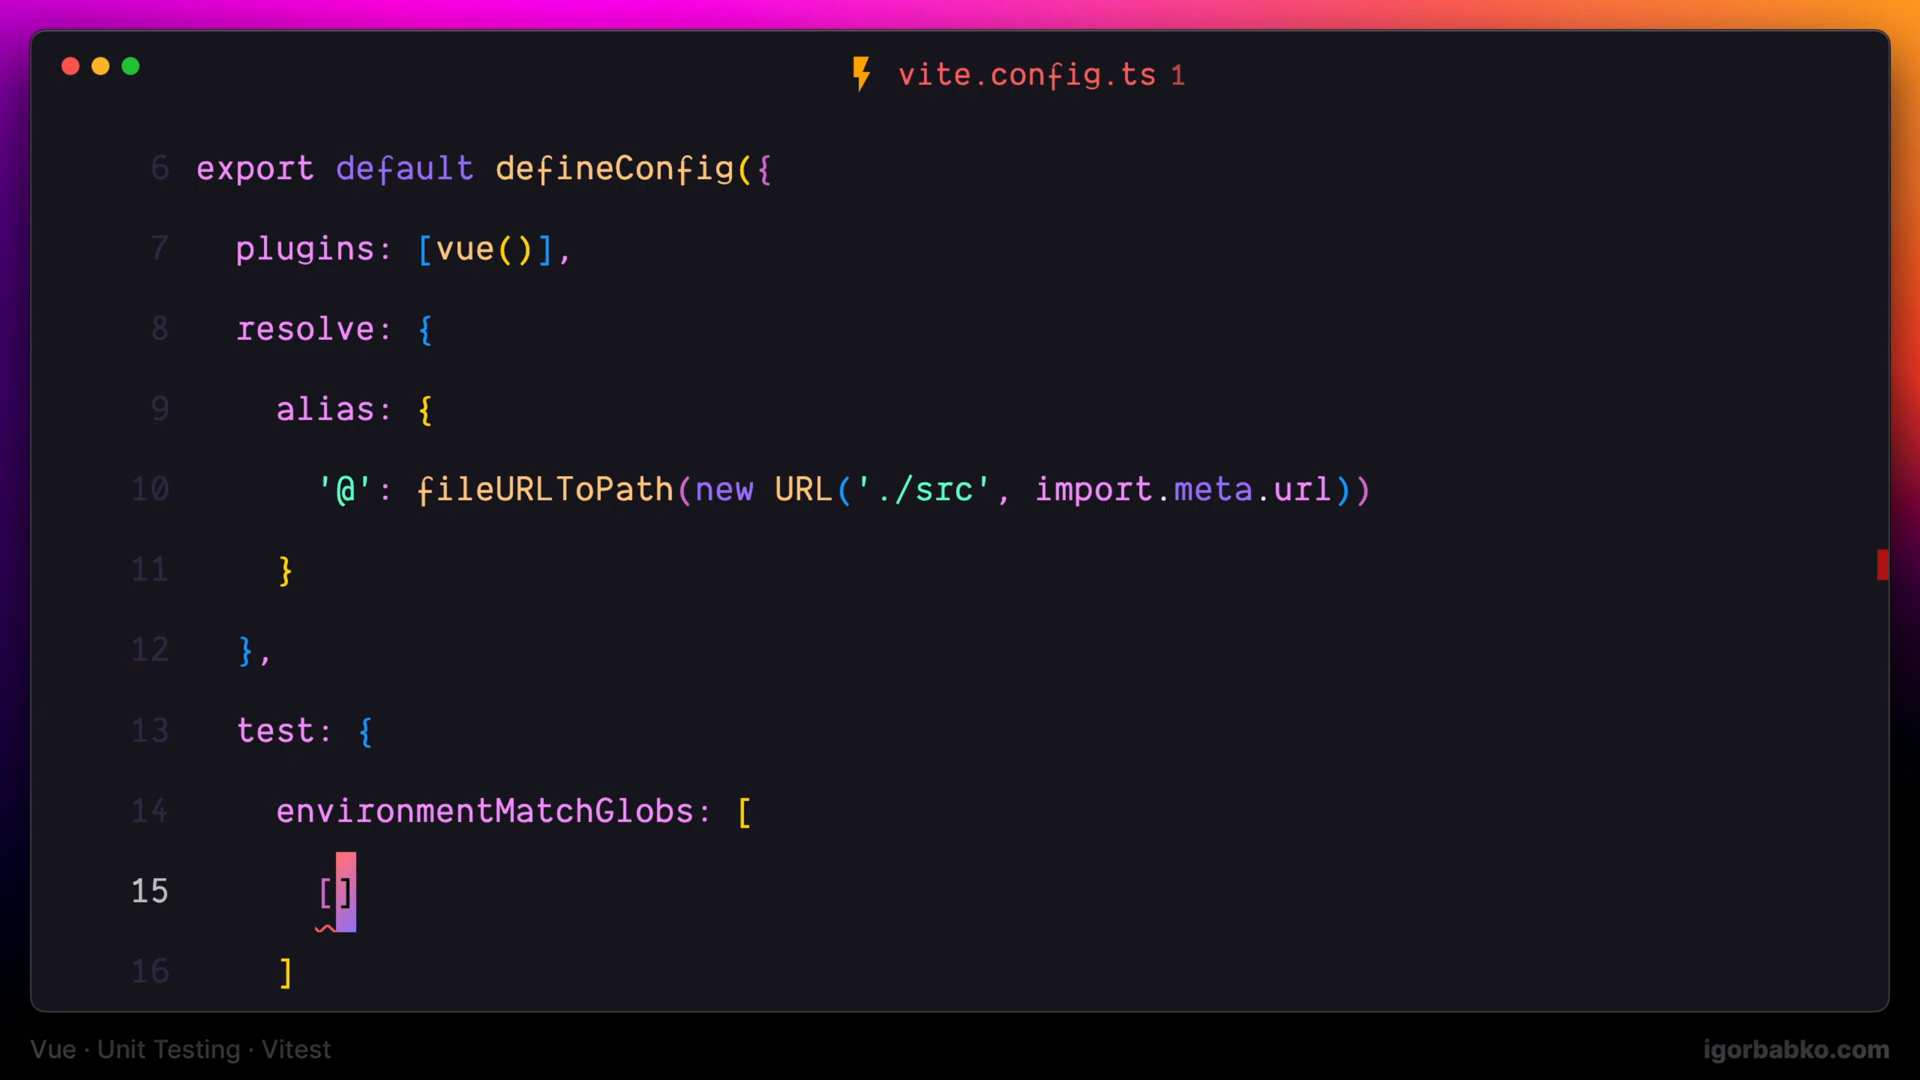 vite.config.ts 1
6 export default defineConfig({
7 plugins: [vue()],
8 resolve: {
9 alias: {
10 '@': fileURLToPath(new URL('./src', import.meta.url))
11 }
12 },
13 test: {
14 environmentMatchGlobs: [
15 []
16 ]
Vue · Unit Testing · Vitest
igorbabko.com